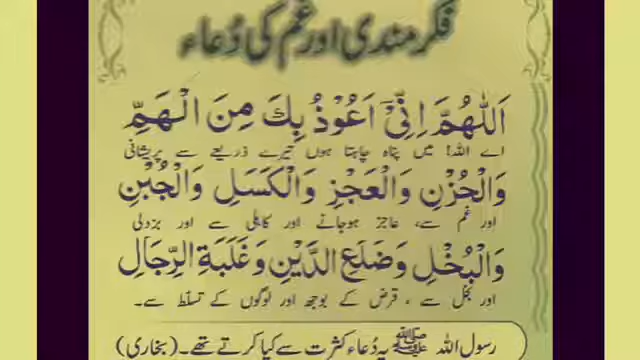 فکر مندی اور غم کی دُعاء
اَللّٰهُمَّ اِنِّیْٓ اَعُوْذُ بِكَ مِنَ الْهَمِّ
اے اللہ! میں پناہ چاہتا ہوں تیرے ذریعے سے پریشانی
وَالْحُزْنِ وَالْعَجْزِ وَالْكَسَلِ وَالْجُبْنِ
اور غم سے، عاجز ہوجانے اور کاہلی سے اور بزدلی
وَالْبُخْلِ وَضَلَعِ الدَّيْنِ وَغَلَبَةِ الرِّجَالِ
اور بخل سے، قرض کے بوجھ اور لوگوں کے تسلّط سے۔
رسول اللہ ﷺ یہ دُعاء کثرت سے کیا کرتے تھے۔ (بخاری)